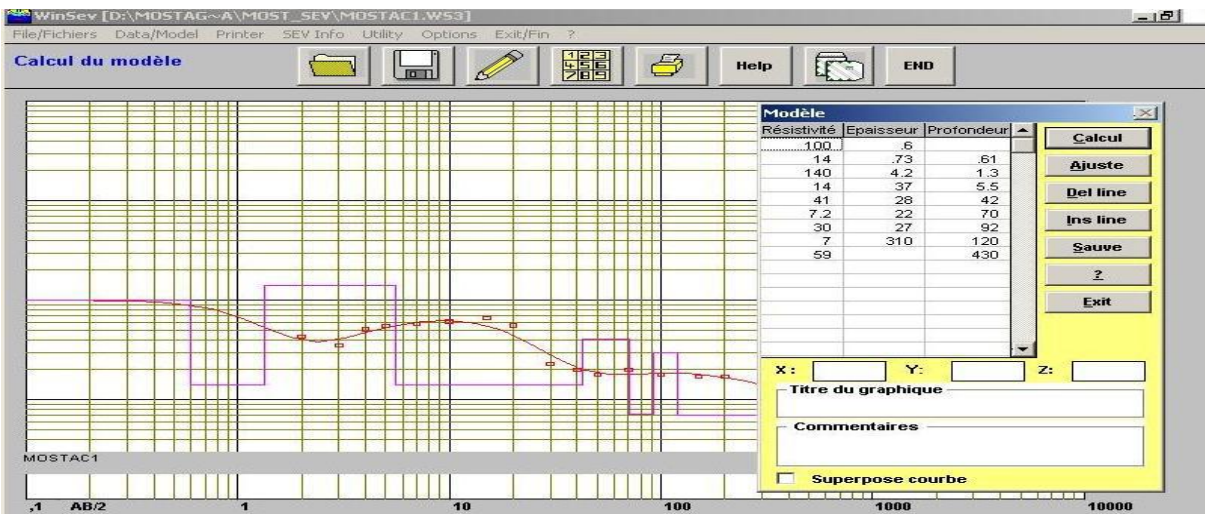 WinSev [D:\MOSTAG~A\MOST_SEV\MOSTAC1.WS3]
File/Fichiers Data/Model Printer SEV Info Utility Options Exit/Fin ?
Calcul du modèle
123
456
789
Help
END
Modèle
Résistivité Epaisseur Profondeur
100 .6
14 .73 .61
140 4.2 1.3
14 37 5.5
41 28 42
7.2 22 70
30 27 92
7 310 120
59 430
Calcul
Ajuste
Del line
Ins line
Sauve
?
Exit
X : Y: Z:
Titre du graphique
Commentaires
Superpose courbe
MOSTAC1
,1 AB/2 1 10 100 1000 10000